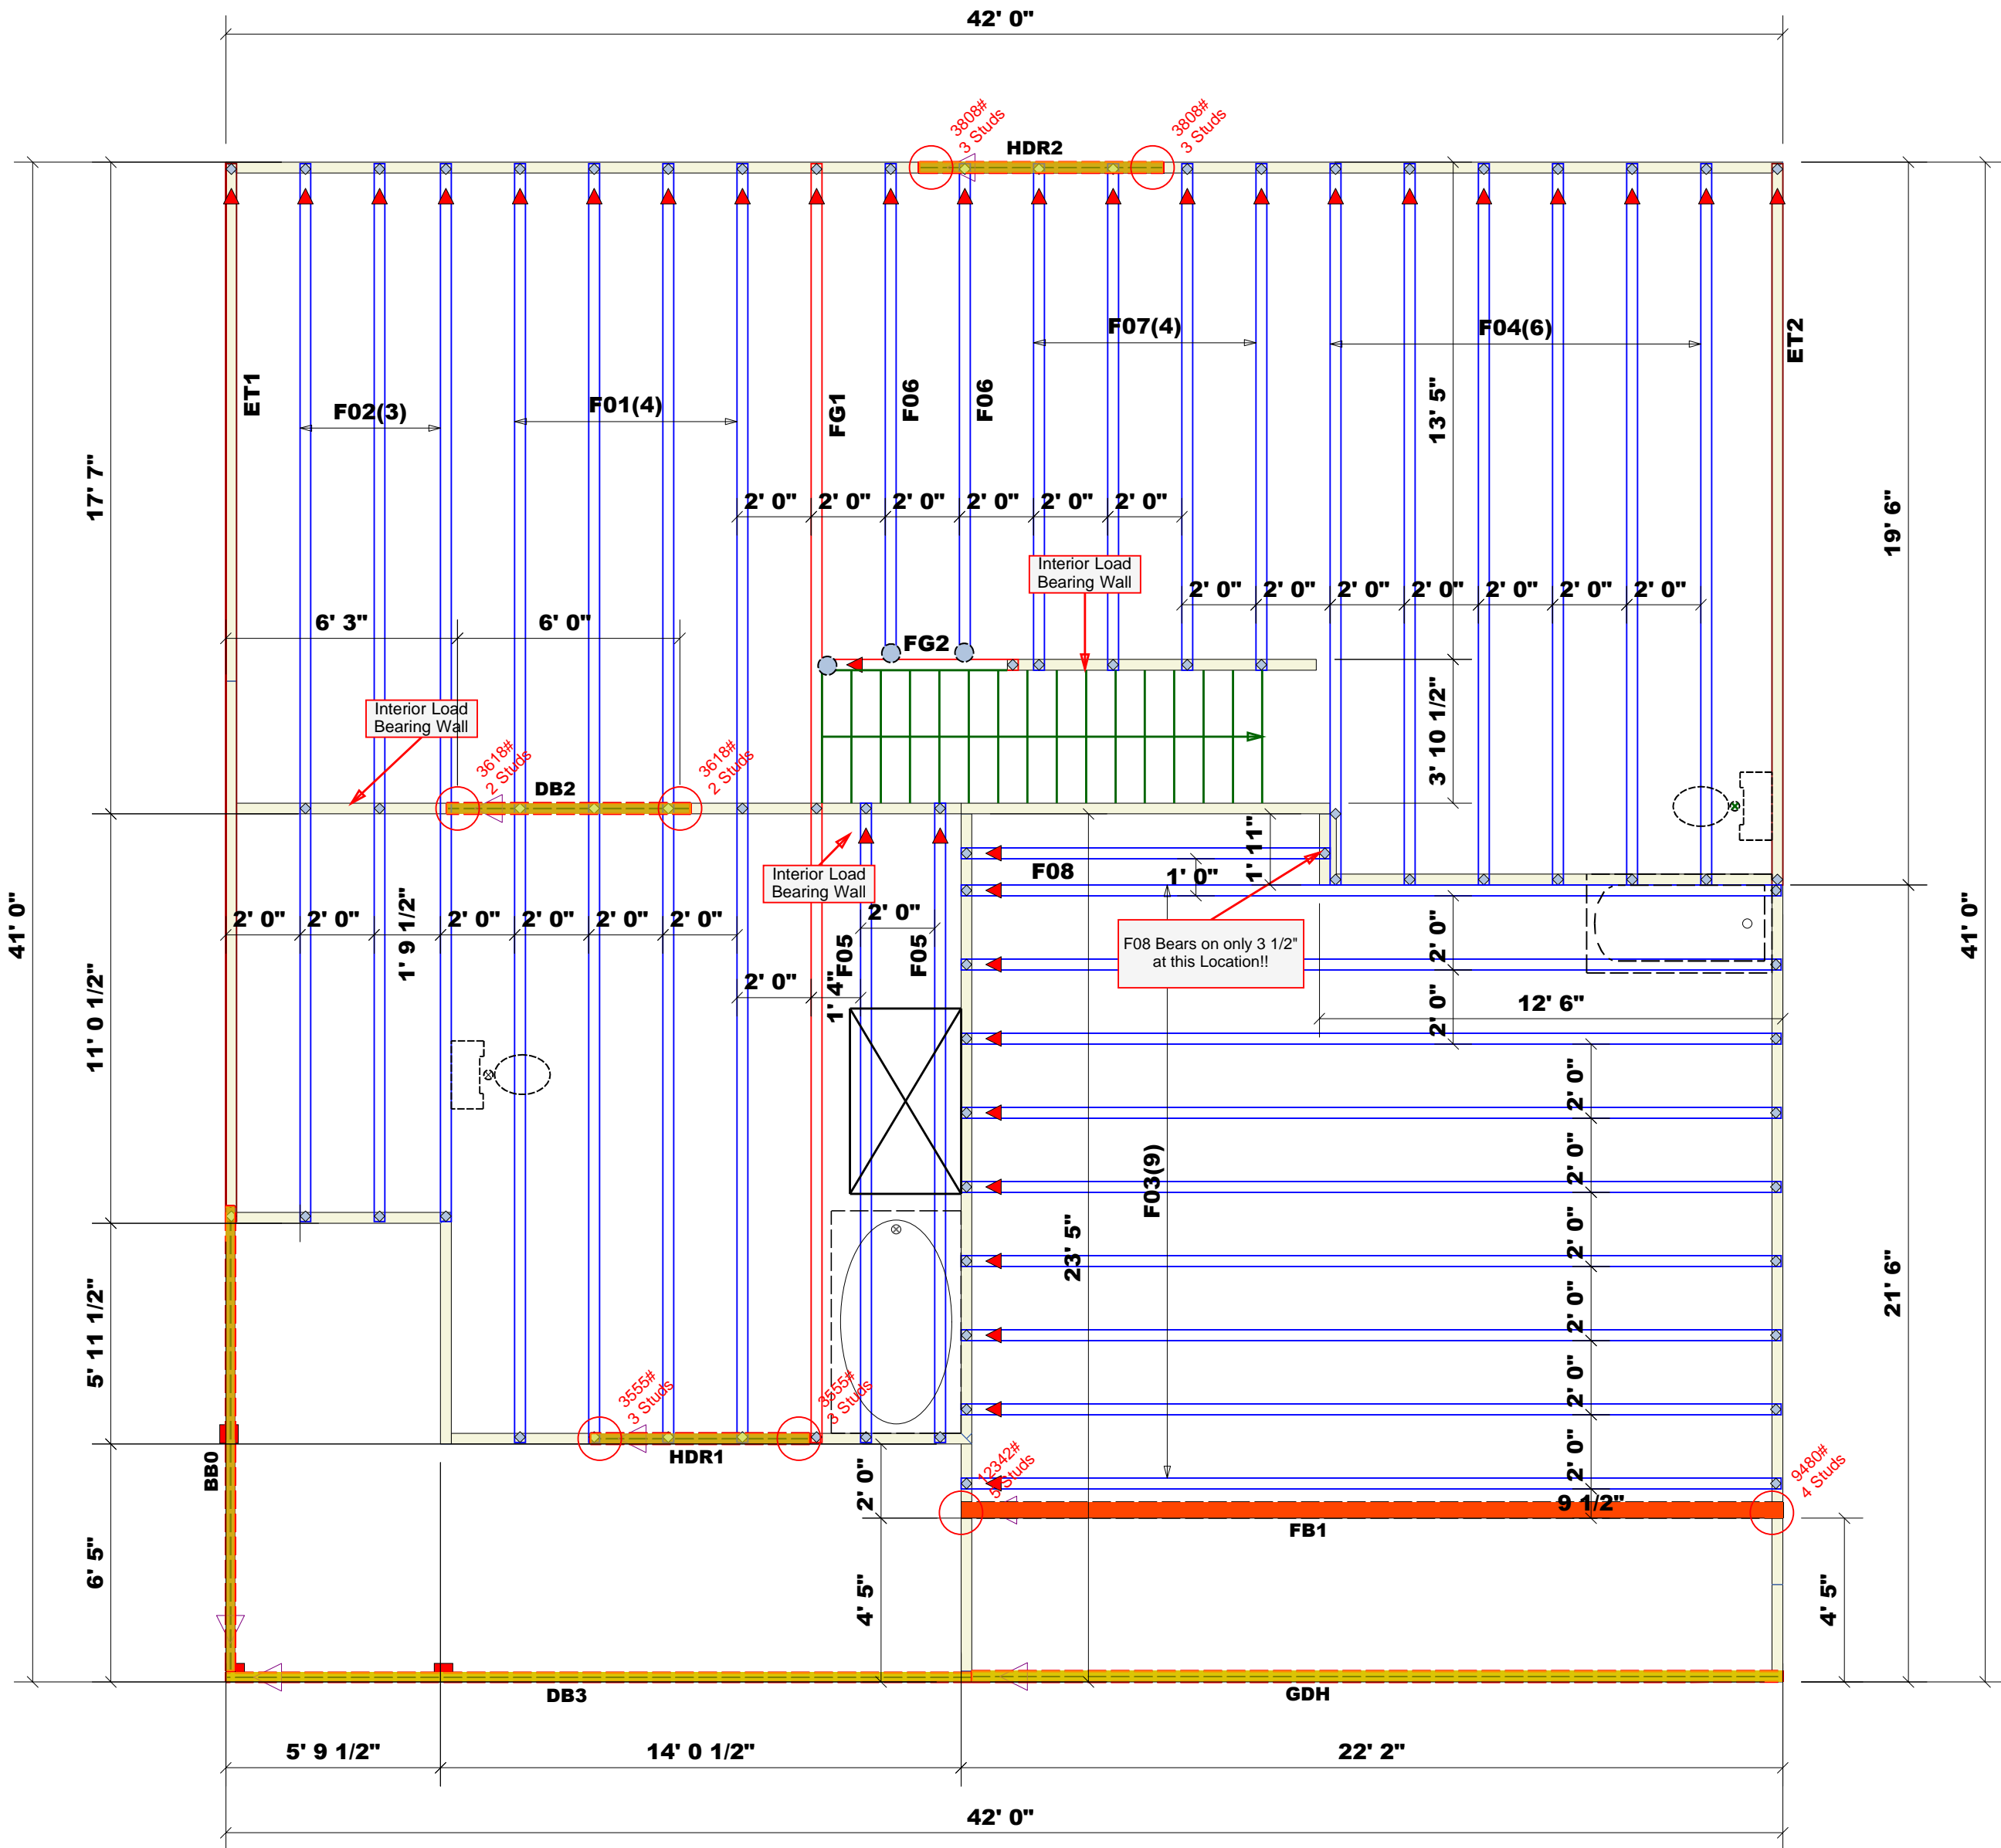 42' 0"
3808#
3 Studs
HDR2
3808#
3 Studs
F07(4)
F04(6)
ET2
ET1
F02(3)
F01(4)
FG1
F06
F06
13' 5"
17' 7"
19' 6"
2' 0"
2' 0"
2' 0"
2' 0"
2' 0"
2' 0"
Interior Load
Bearing Wall
2' 0"
2' 0"
2' 0"
2' 0"
2' 0"
2' 0"
2' 0"
6' 3"
6' 0"
FG2
Interior Load
Bearing Wall
3' 10 1/2"
3618#
2 Studs
DB2
3618#
2 Studs
Interior Load
Bearing Wall
F08
1' 0"
1' 11"
41' 0"
41' 0"
2' 0"
2' 0"
1' 9 1/2"
2' 0"
2' 0"
2' 0"
2' 0"
2' 0"
F05
F05
F08 Bears on only 3 1/2"
at this Location!!
2' 0"
2' 0"
2' 0"
1' 4"
12' 6"
11' 0 1/2"
2' 0"
2' 0"
2' 0"
2' 0"
2' 0"
2' 0"
F03(9)
23' 5"
21' 6"
5' 11 1/2"
3555#
3 Studs
3555#
3 Studs
HDR1
BB0
2' 0"
12342#
5 Studs
9480#
4 Studs
9 1/2"
FB1
6' 5"
4' 5"
4' 5"
DB3
GDH
5' 9 1/2"
14' 0 1/2"
22' 2"
42' 0"